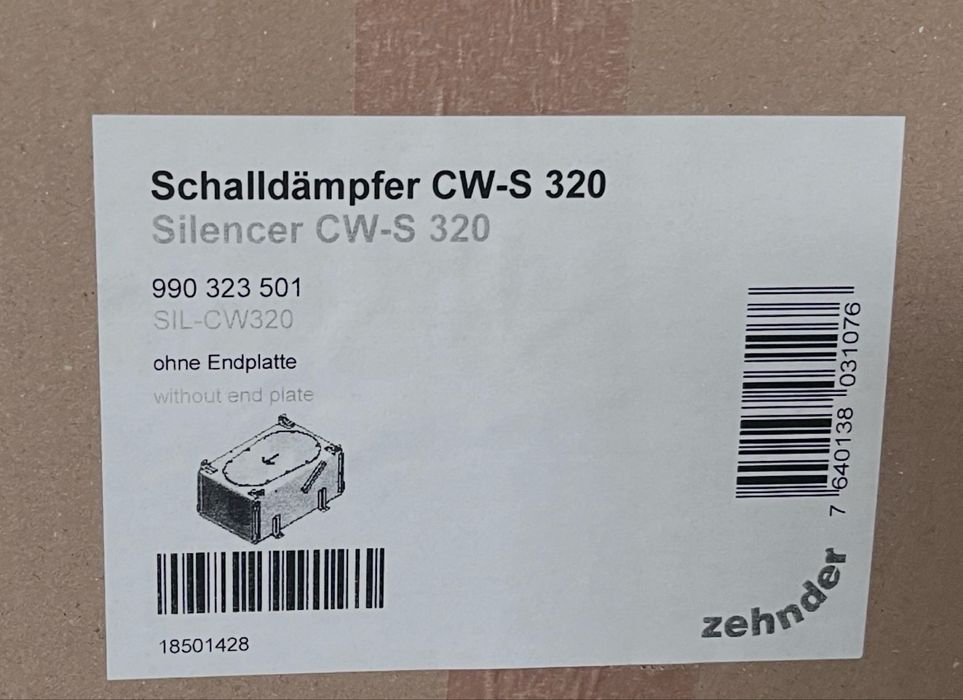 Schalldämpfer CW-S 320
Silencer CW-S 320
990 323 501
SIL-CW320
ohne Endplatte
without end plate
18501428
7 640138 031076
zehnder